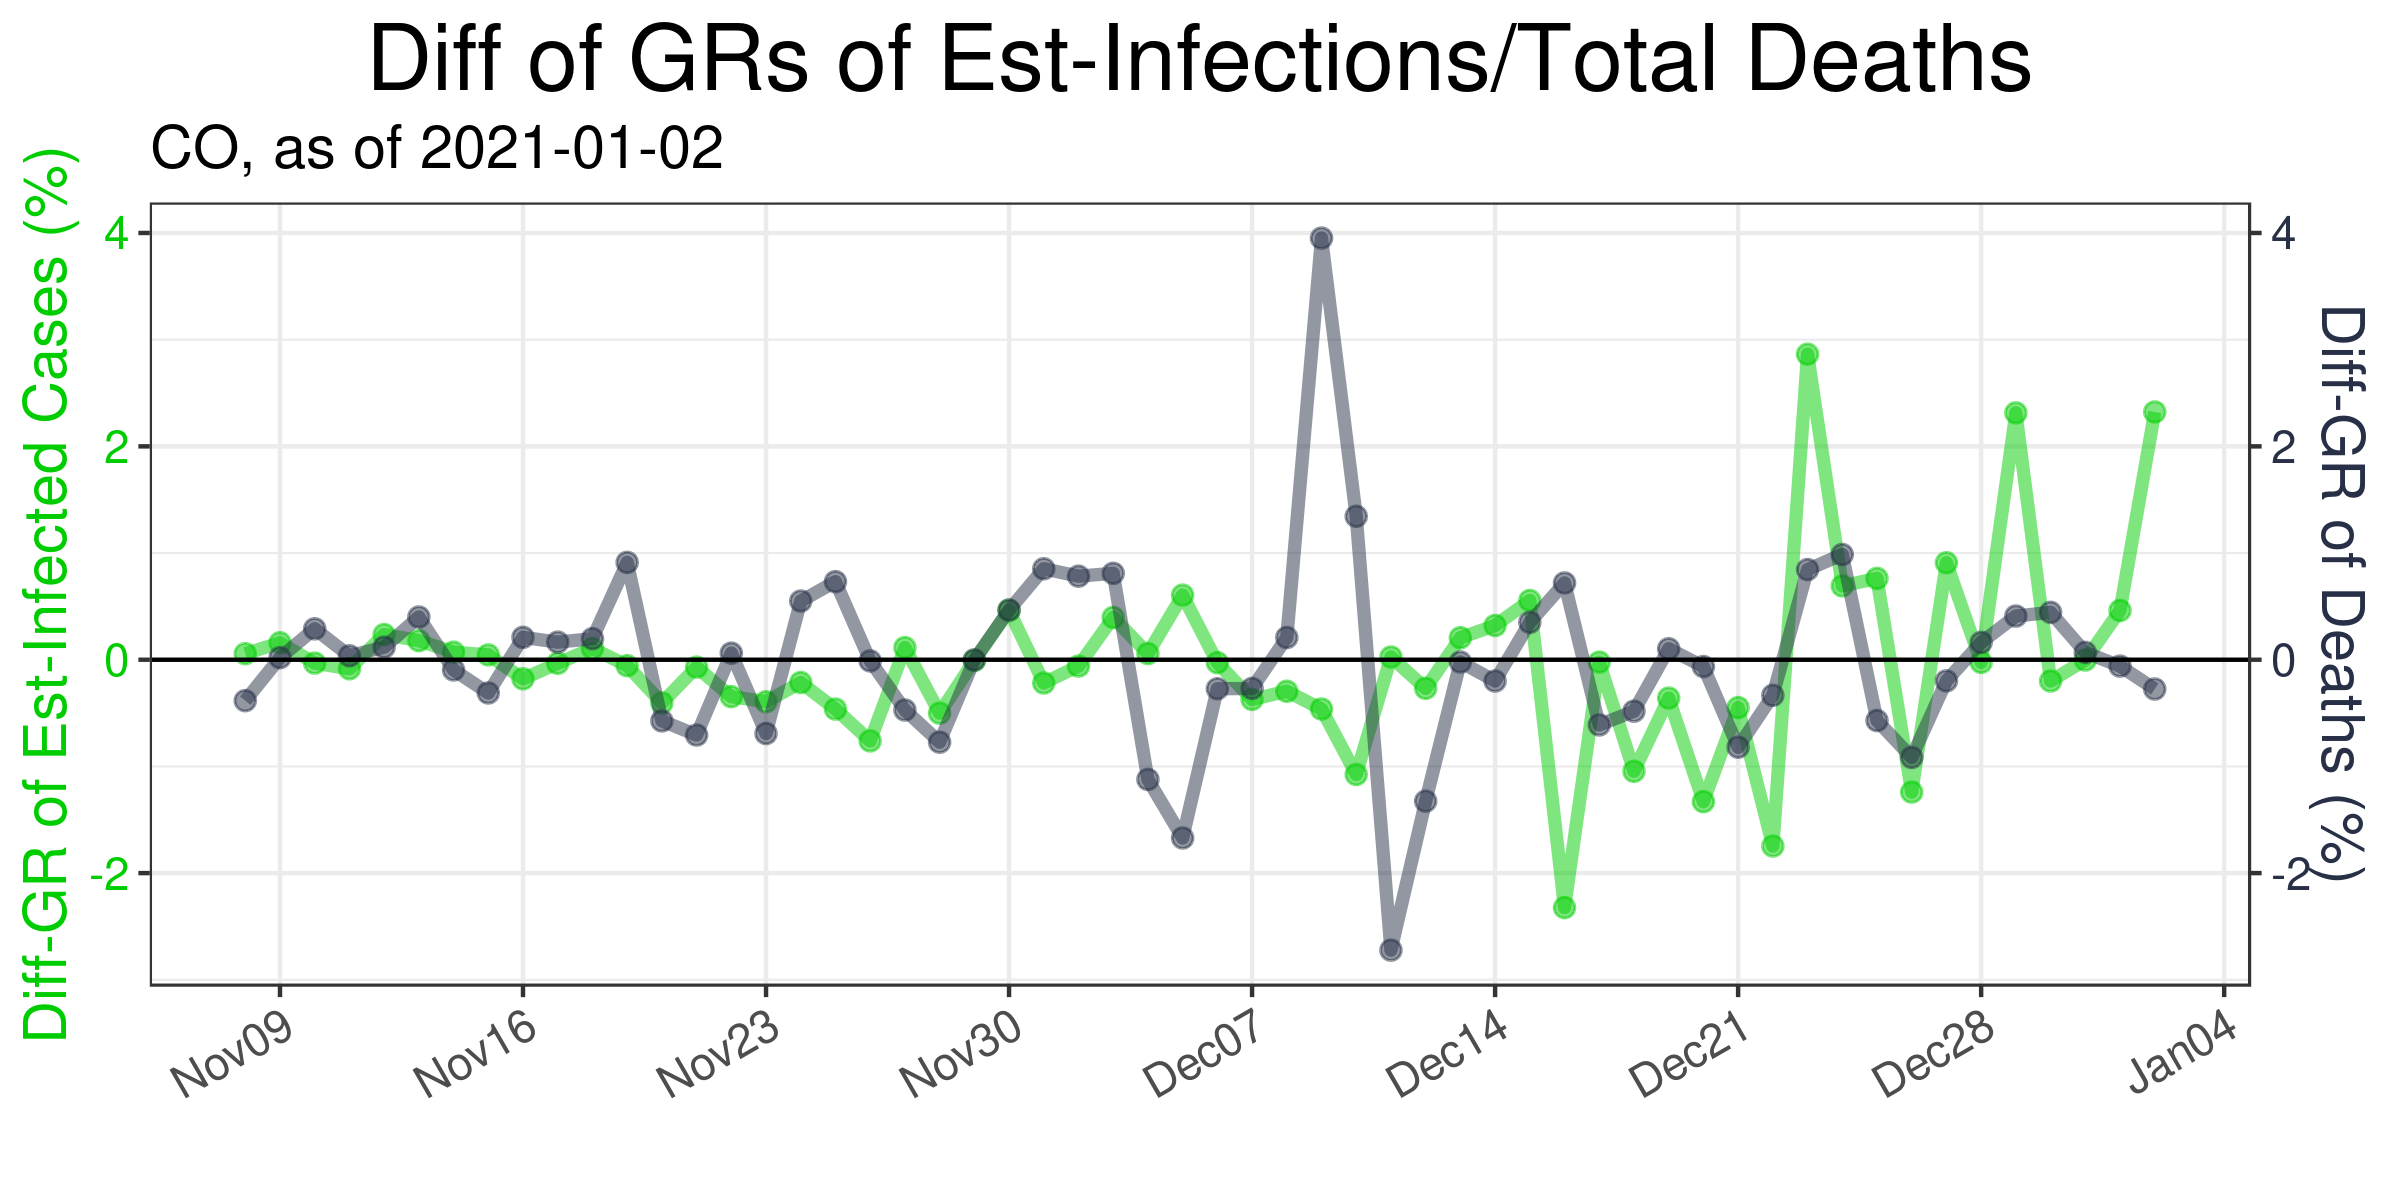 Diff of GRs of Est-Infections/Total Deaths
CO, as of 2021-01-02
Diff-GR of Est-Infected Cases (%)
4
2
0
-2
4
2
0
-2
Diff-GR of Deaths (%)
Nov09
Nov16
Nov23
Nov30
Dec07
Dec14
Dec21
Dec28
Jan04